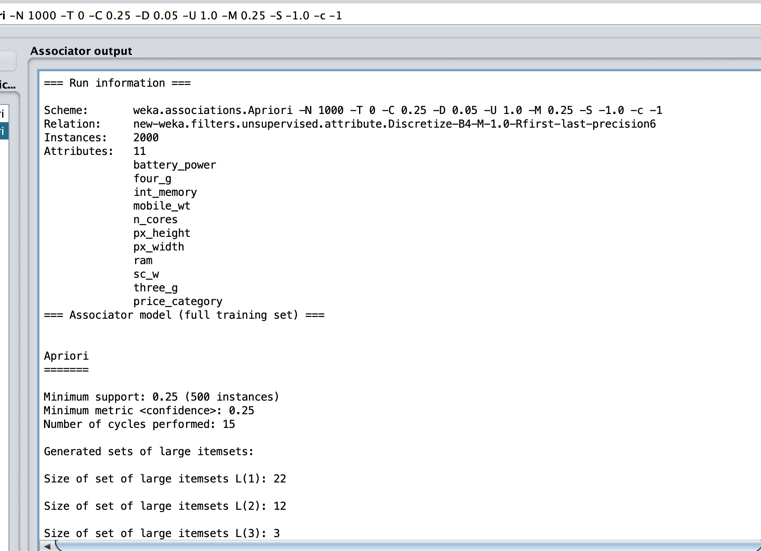 ri -N 1000 -T 0 -C 0.25 -D 0.05 -U 1.0 -M 0.25 -S -1.0 -c -1
Associator output
ic...
ri
ri
=== Run information ===
Scheme: weka.associations.Apriori -N 1000 -T 0 -C 0.25 -D 0.05 -U 1.0 -M 0.25 -S -1.0 -c -1
Relation: new-weka.filters.unsupervised.attribute.Discretize-B4-M-1.0-Rfirst-last-precision6
Instances: 2000
Attributes: 11
battery_power
four_g
int_memory
mobile_wt
n_cores
px_height
px_width
ram
sc_w
three_g
price_category
=== Associator model (full training set) ===
Apriori
=======
Minimum support: 0.25 (500 instances)
Minimum metric <confidence>: 0.25
Number of cycles performed: 15
Generated sets of large itemsets:
Size of set of large itemsets L(1): 22
Size of set of large itemsets L(2): 12
Size of set of large itemsets L(3): 3